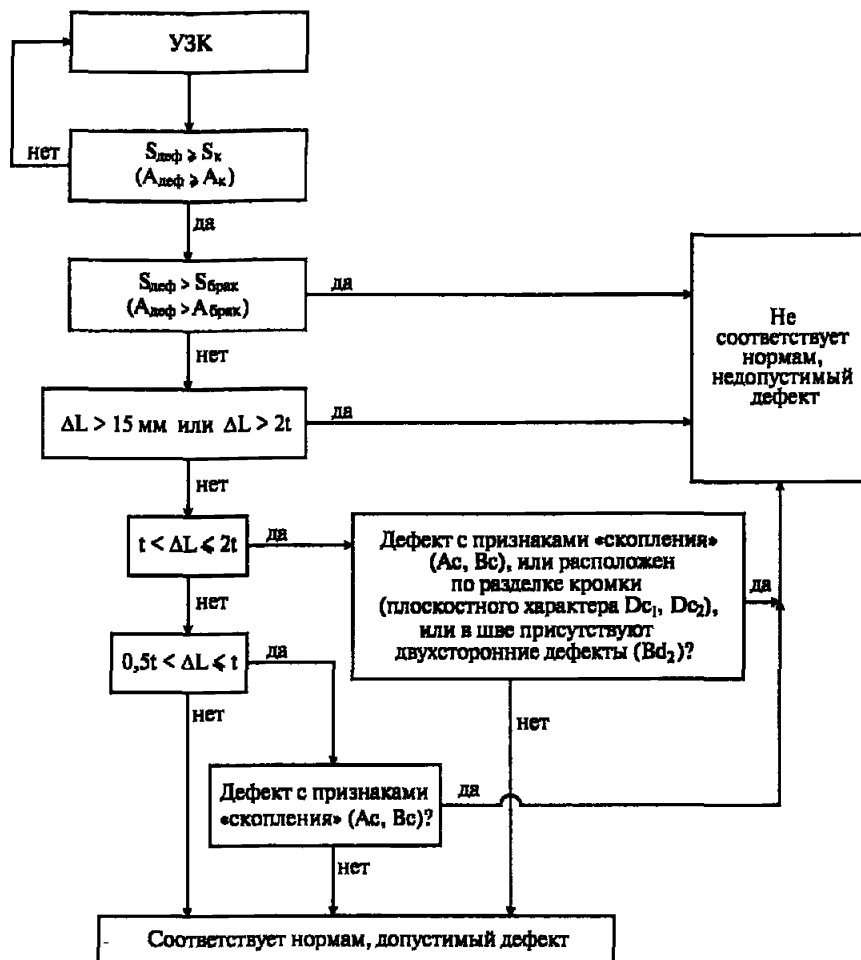 УЗК
нет
Sдеф ⩾ Sк
(Aдеф ⩾ Aк)
да
Sдеф > Sбрак
(Aдеф > Aбрак)
да
Не
соответствует
нормам,
недопустимый
дефект
нет
ΔL > 15 мм или ΔL > 2t
да
нет
t < ΔL ⩽ 2t
да
Дефект с признаками «скопления»
(Ac, Bc), или расположен
по разделке кромки
(плоскостного характера Dc₁, Dc₂),
или в шве присутствуют
двухсторонние дефекты (Bd₂)?
да
нет
0,5t < ΔL ⩽ t
да
нет
нет
Дефект с признаками
«скопления» (Ac, Bc)?
да
нет
Соответствует нормам, допустимый дефект